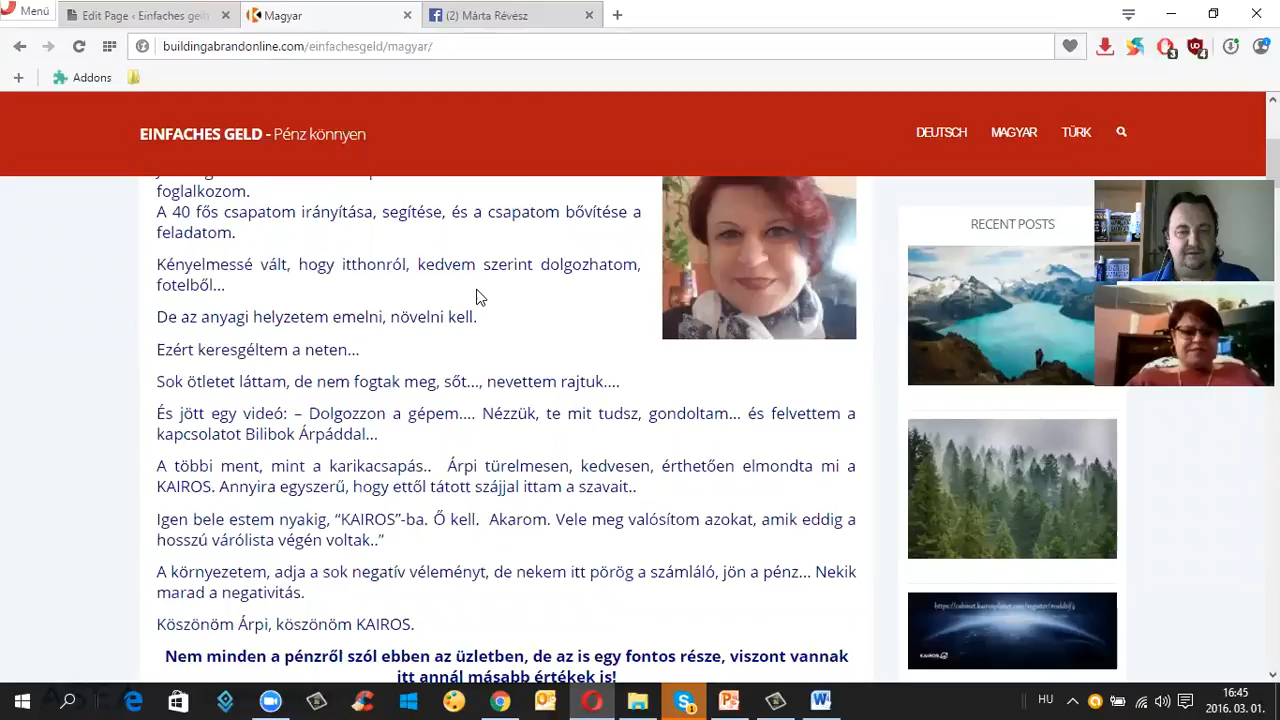 Menü
Edit Page ‹ Einfaches gel
Magyar
(2) Márta Révész
buildingabrandonline.com/einfachesgeld/magyar/
3
4
Addons
EINFACHES GELD - Pénz könnyen
DEUTSCH MAGYAR TÜRK
foglalkozom.
A 40 fős csapatom irányítása, segítése, és a csapatom bővítése a
feladatom.
Kényelmessé vált, hogy itthonról kedvem szerint dolgozhatom,
fotelből...
De az anyagi helyzetem emelni, növelni kell.
Ezért keresgéltem a neten...
Sok ötletet láttam, de nem fogtak meg, sőt..., nevettem rajtuk....
És jött egy videó: – Dolgozzon a gépem.... Nézzük, te mit tudsz, gondoltam... és felvettem a
kapcsolatot Bilibok Árpáddal...
A többi ment, mint a karikacsapás.. Árpi türelmesen, kedvesen, érthetően elmondta mi a
KAIROS. Annyira egyszerű, hogy ettől tátott szájjal ittam a szavait..
Igen bele estem nyakig, “KAIROS”-ba. Ő kell. Akarom. Vele meg valósítom azokat, amik eddig a
hosszú várólista végén voltak..”
A környezetem, adja a sok negatív véleményt, de nekem itt pörög a számláló, jön a pénz... Nekik
marad a negativitás.
Köszönöm Árpi, köszönöm KAIROS.
Nem minden a pénzről szól ebben az üzletben, de az is egy fontos része, viszont vannak
itt annál másabb értékek is!
RECENT POSTS
KAIROS
HU
16:45
2016. 03. 01.